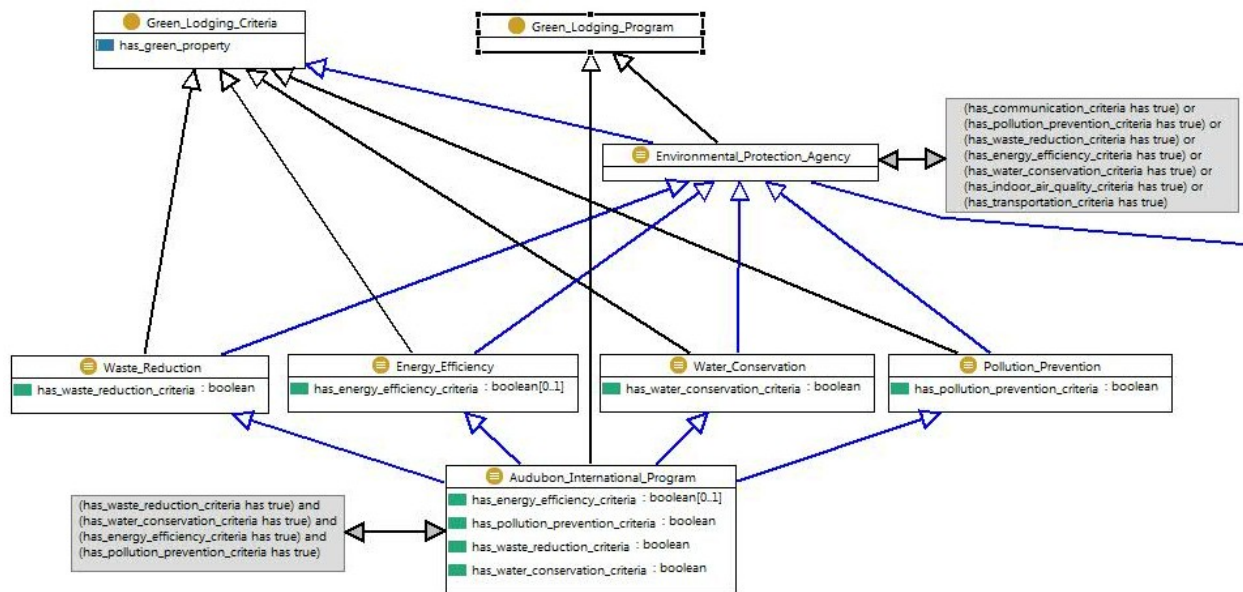 Green_Lodging_Criteria
has_green_property
Green_Lodging_Program
Environmental_Protection_Agency
(has_communication_criteria has true) or
(has_pollution_prevention_criteria has true) or
(has_waste_reduction_criteria has true) or
(has_energy_efficiency_criteria has true) or
(has_water_conservation_criteria has true) or
(has_indoor_air_quality_criteria has true) or
(has_transportation_criteria has true)
Waste_Reduction
has_waste_reduction_criteria : boolean
Energy_Efficiency
has_energy_efficiency_criteria : boolean[0..1]
Water_Conservation
has_water_conservation_criteria : boolean
Pollution_Prevention
has_pollution_prevention_criteria : boolean
Audubon_International_Program
has_energy_efficiency_criteria : boolean[0..1]
has_pollution_prevention_criteria : boolean
has_waste_reduction_criteria : boolean
has_water_conservation_criteria : boolean
(has_waste_reduction_criteria has true) and
(has_water_conservation_criteria has true) and
(has_energy_efficiency_criteria has true) and
(has_pollution_prevention_criteria has true)